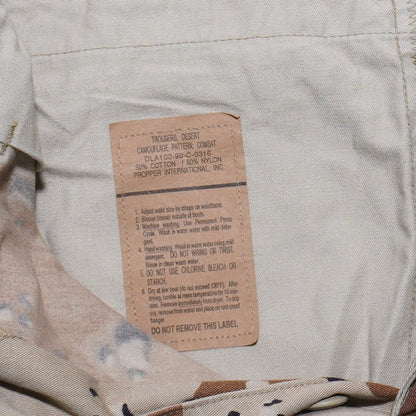 TROUSERS, DESERT
CAMOUFLAGE PATTERN, COMBAT
DLA100-90-C-0316
50% COTTON / 50% NYLON
PROPPER INTERNATIONAL, INC.
1. Adjust waist size by straps on waistband.
2. Blouse trouser outside of boots.
3. Machine washing. Use Permanent Press
Cycle. Wash in warm water with mild deter-
gent.
4. Hand washing. Wash in warm water using mild
detergent. DO NOT WRING OR TWIST.
Rinse in clean warm water.
5. DO NOT USE CHLORINE BLEACH OR
STARCH.
6. Dry at low heat (do not exceed 130°F). After
drying, tumble at room temperature for 10 min-
utes. Remove immediately from dryer. To drip
dry, remove from water and place on rust-proof
hanger.
DO NOT REMOVE THIS LABEL